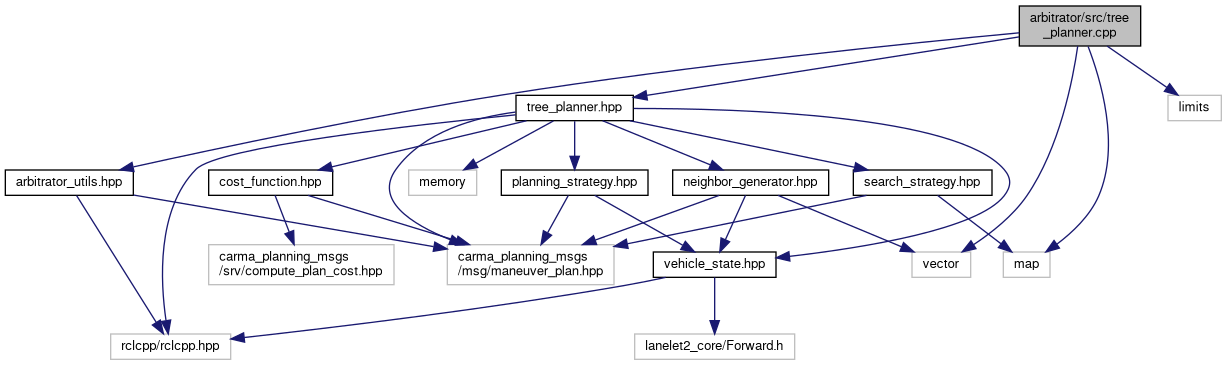 arbitrator/src/tree
_planner.cpp
tree_planner.hpp
limits
arbitrator_utils.hpp
cost_function.hpp
memory
planning_strategy.hpp
neighbor_generator.hpp
search_strategy.hpp
carma_planning_msgs
/srv/compute_plan_cost.hpp
carma_planning_msgs
/msg/maneuver_plan.hpp
vehicle_state.hpp
vector
map
rclcpp/rclcpp.hpp
lanelet2_core/Forward.h